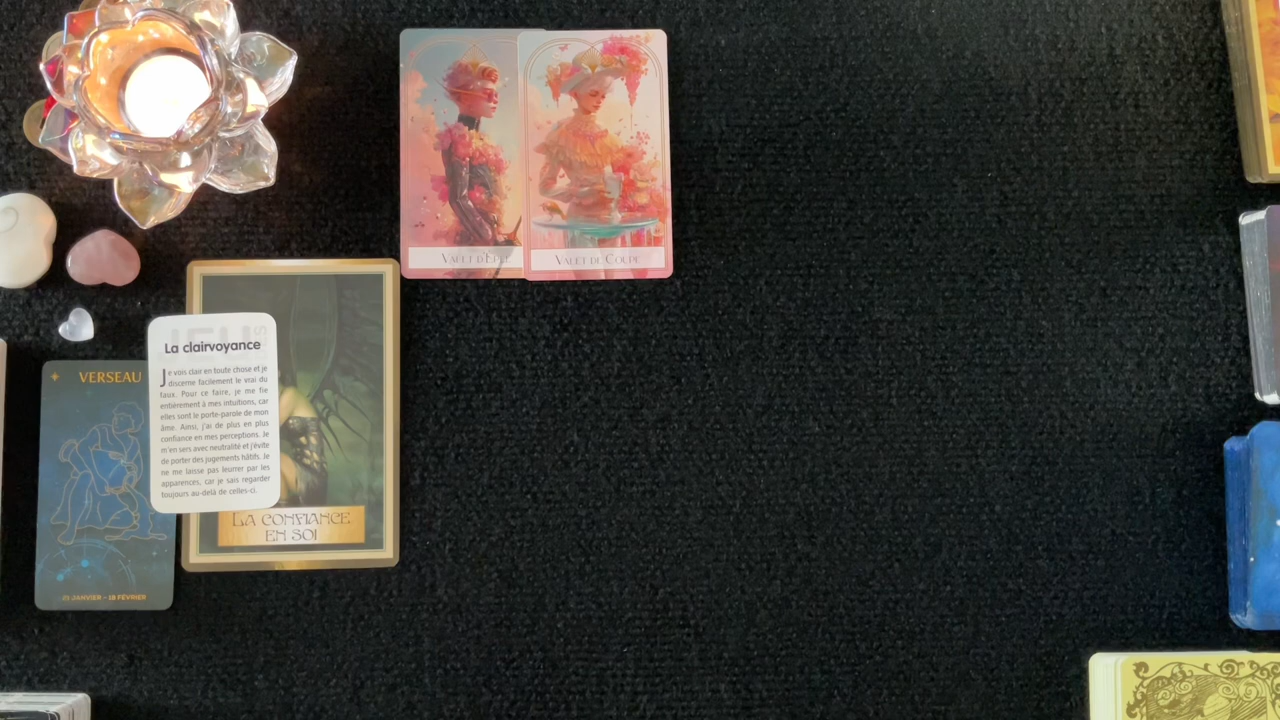 VALET D'ÉPÉE
VALET DE COUPE
VERSEAU
21 JANVIER - 18 FÉVRIER
La clairvoyance
Je vois clair en toute chose et je
discerne facilement le vrai du
faux. Pour ce faire, je me fie
entièrement à mes intuitions, car
elles sont le porte-parole de mon
âme. Ainsi, j'ai de plus en plus
confiance en mes perceptions. Je
m'en sers avec neutralité et j'évite
de porter des jugements hâtifs. Je
ne me laisse pas leurrer par les
apparences, car je sais regarder
toujours au-delà de celles-ci.
LA CONFIANCE
EN SOI